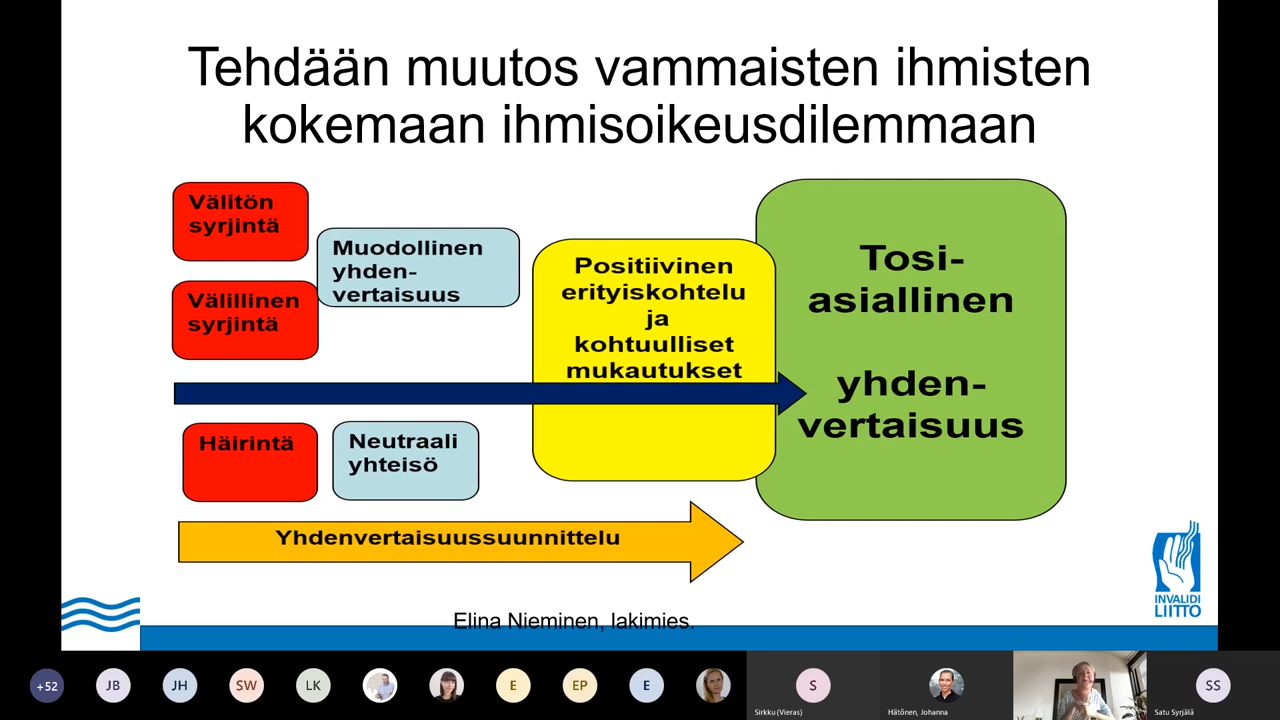 Tehdään muutos vammaisten ihmisten
kokemaan ihmisoikeusdilemmaan
Välitön
syrjintä
Muodollinen
yhden-
vertaisuus
Välillinen
syrjintä
Positiivinen
erityiskohtelu
ja
kohtuulliset
mukautukset
Tosi-
asiallinen
yhden-
vertaisuus
Häirintä
Neutraali
yhteisö
Yhdenvertaisuussuunnittelu
INVALIDI
LIITTO
Elina Nieminen, lakimies.
+52
JB
JH
SW
LK
E
EP
E
S
SS
Sirkku (Vieras)
Hätönen, Johanna
Satu Syrjälä